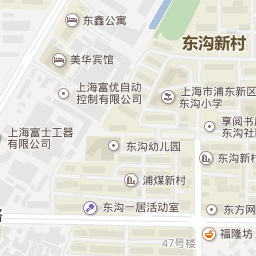 东鑫公寓
东沟新村
美华宾馆
上海富优自动
控制有限公司
上海市浦东新区
东沟小学
享阅书
东沟社
上海富士工器
有限公司
东沟幼儿园
东沟新
浦煤新村
路
东沟一居活动室
东方网
福隆坊
47号楼